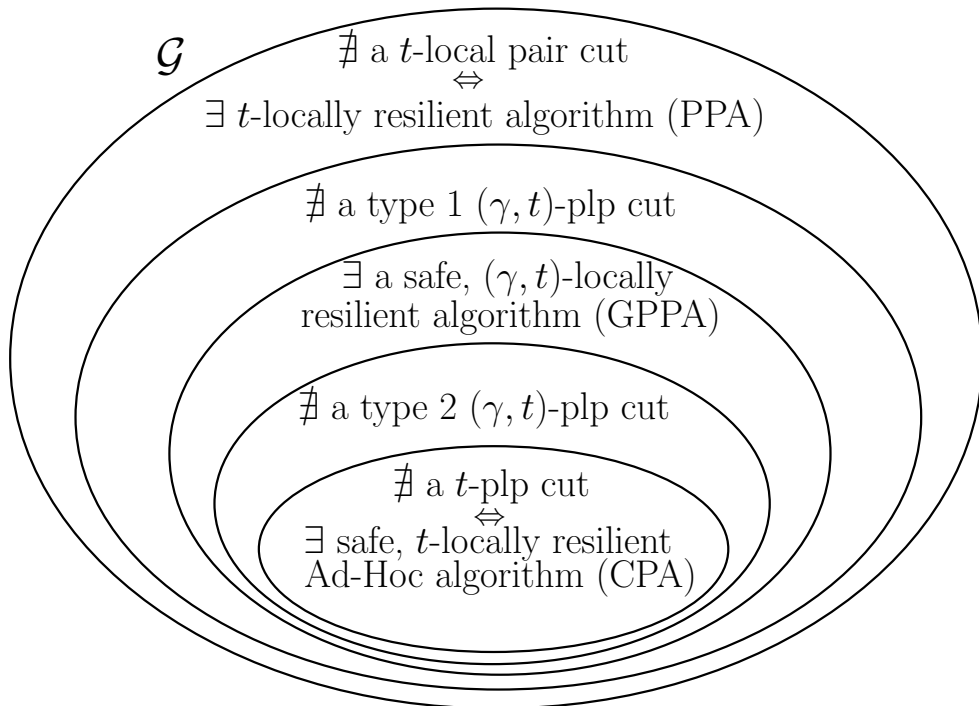 𝒢
∄ a t-local pair cut
⇔
∃ t-locally resilient algorithm (PPA)
∄ a type 1 (γ, t)-plp cut
∃ a safe, (γ, t)-locally
resilient algorithm (GPPA)
∄ a type 2 (γ, t)-plp cut
∄ a t-plp cut
⇔
∃ safe, t-locally resilient
Ad-Hoc algorithm (CPA)